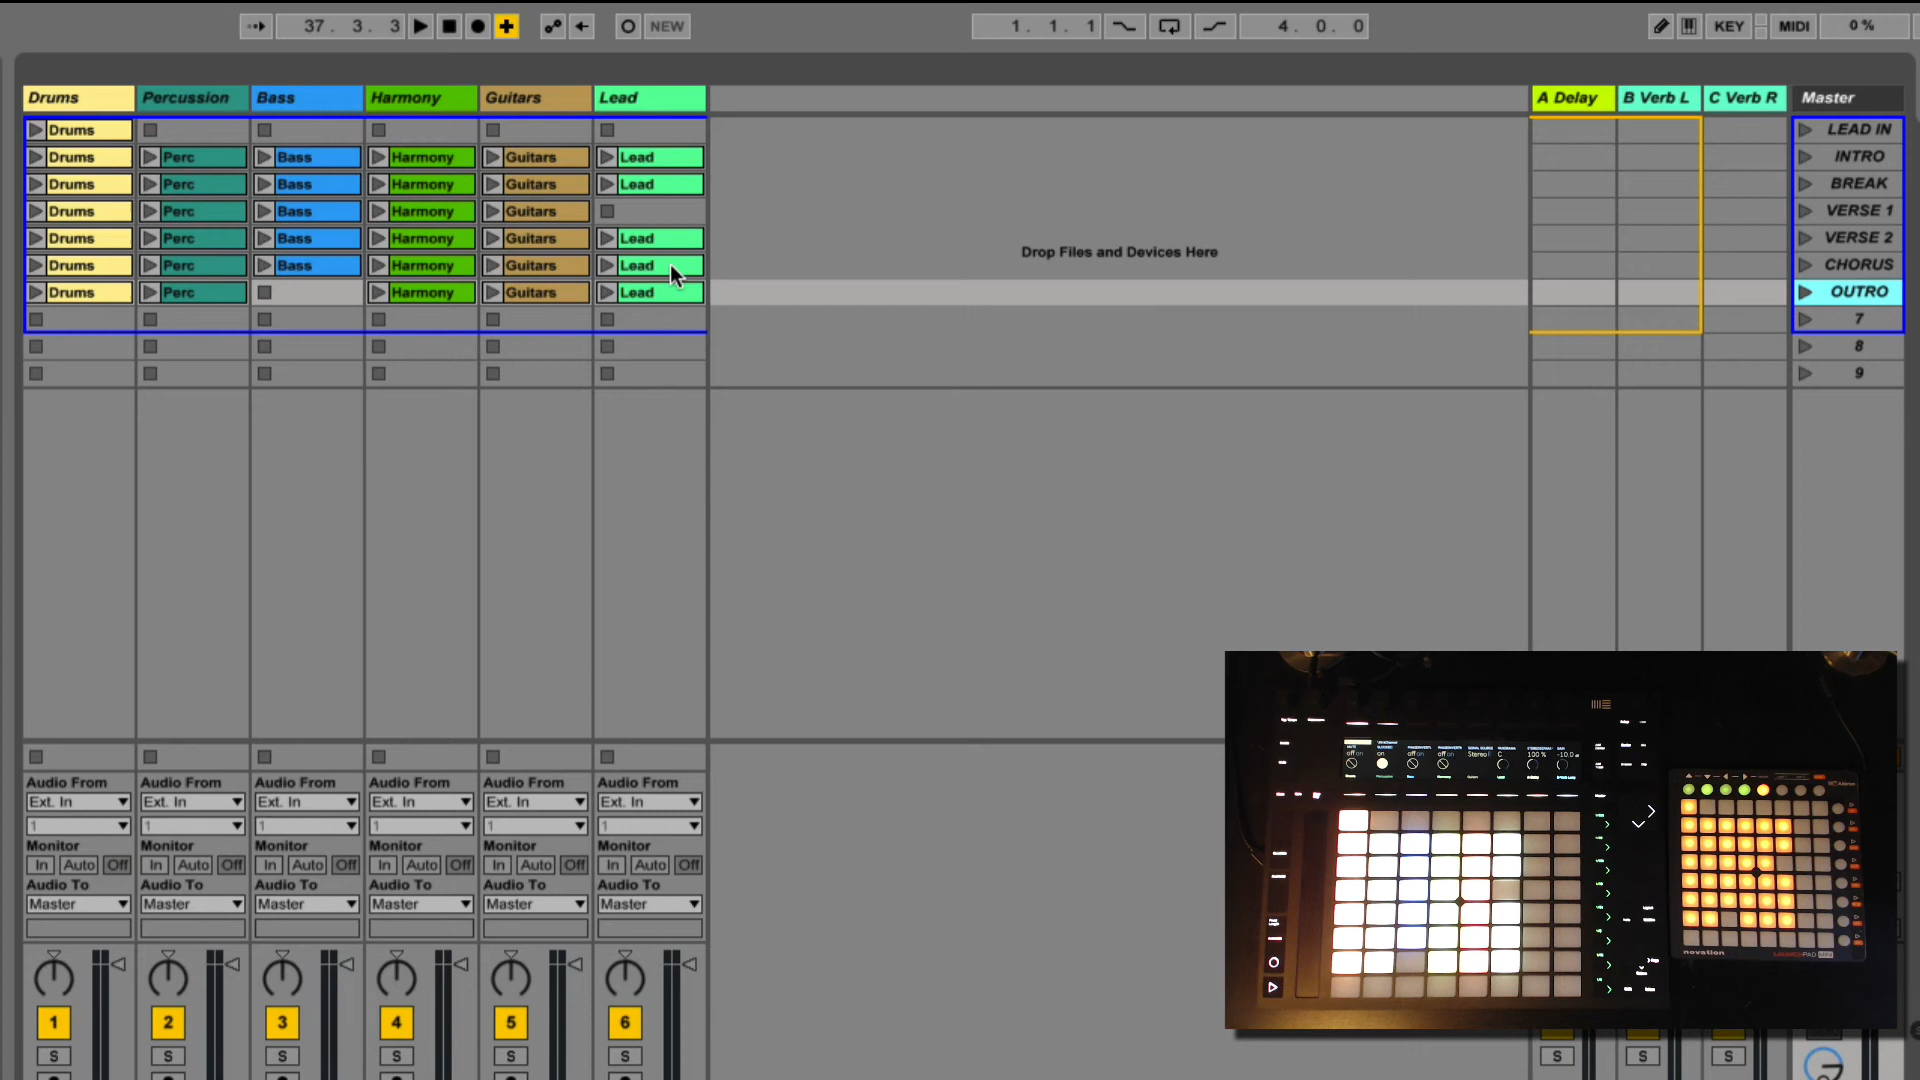 37. 3. 3 NEW 1. 1. 1 4. 0. 0 KEY MIDI 0 %
Drums Percussion Bass Harmony Guitars Lead A Delay B Verb L C Verb R Master
Drums LEAD IN
Drums Perc Bass Harmony Guitars Lead INTRO
Drums Perc Bass Harmony Guitars Lead BREAK
Drums Perc Bass Harmony Guitars VERSE 1
Drums Perc Bass Harmony Guitars Lead VERSE 2
Drop Files and Devices Here
Drums Perc Bass Harmony Guitars Lead CHORUS
Drums Perc Harmony Guitars Lead OUTRO
7
8
9
Audio From Audio From Audio From Audio From Audio From Audio From
Ext. In Ext. In Ext. In Ext. In Ext. In Ext. In
1 1 1 1 1 1
Monitor Monitor Monitor Monitor Monitor Monitor
In Auto Off In Auto Off In Auto Off In Auto Off In Auto Off In Auto Off
Audio To Audio To Audio To Audio To Audio To Audio To
Master Master Master Master Master Master
1 2 3 4 5 6
S S S S S S S S S
novation